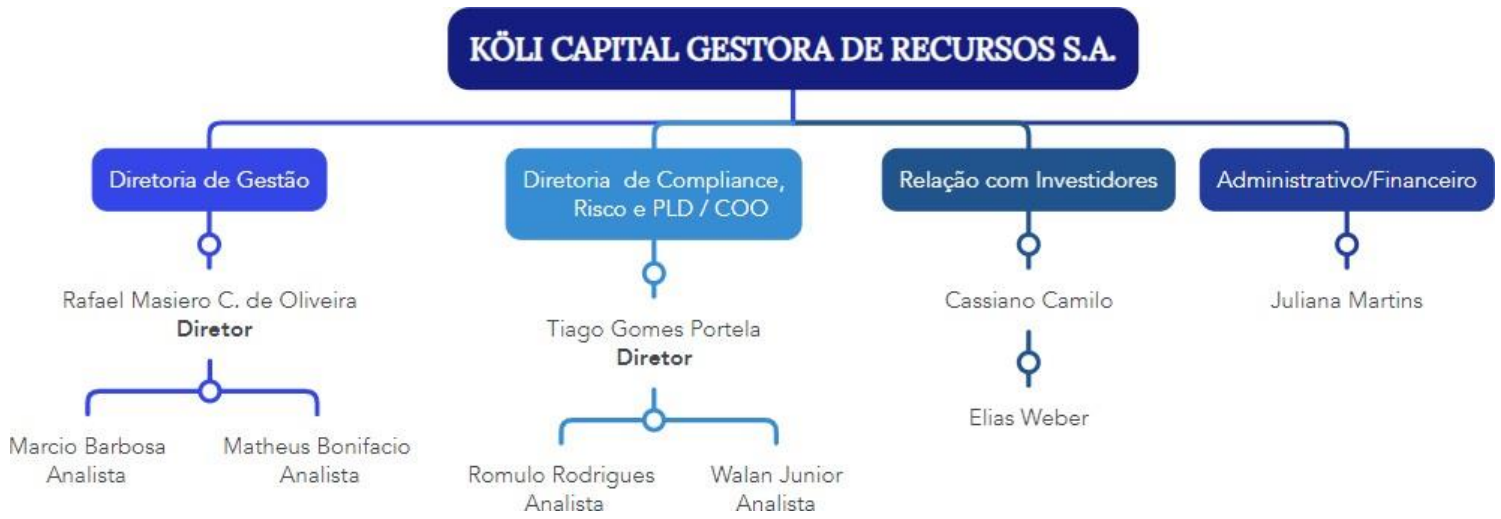 KÖLI CAPITAL GESTORA DE RECURSOS S.A.
Diretoria de Gestão
Rafael Masiero C. de Oliveira
Diretor
Marcio Barbosa
Analista
Matheus Bonifacio
Analista
Diretoria de Compliance,
Risco e PLD / COO
Tiago Gomes Portela
Diretor
Romulo Rodrigues
Analista
Walan Junior
Analista
Relação com Investidores
Cassiano Camilo
Elias Weber
Administrativo/Financeiro
Juliana Martins